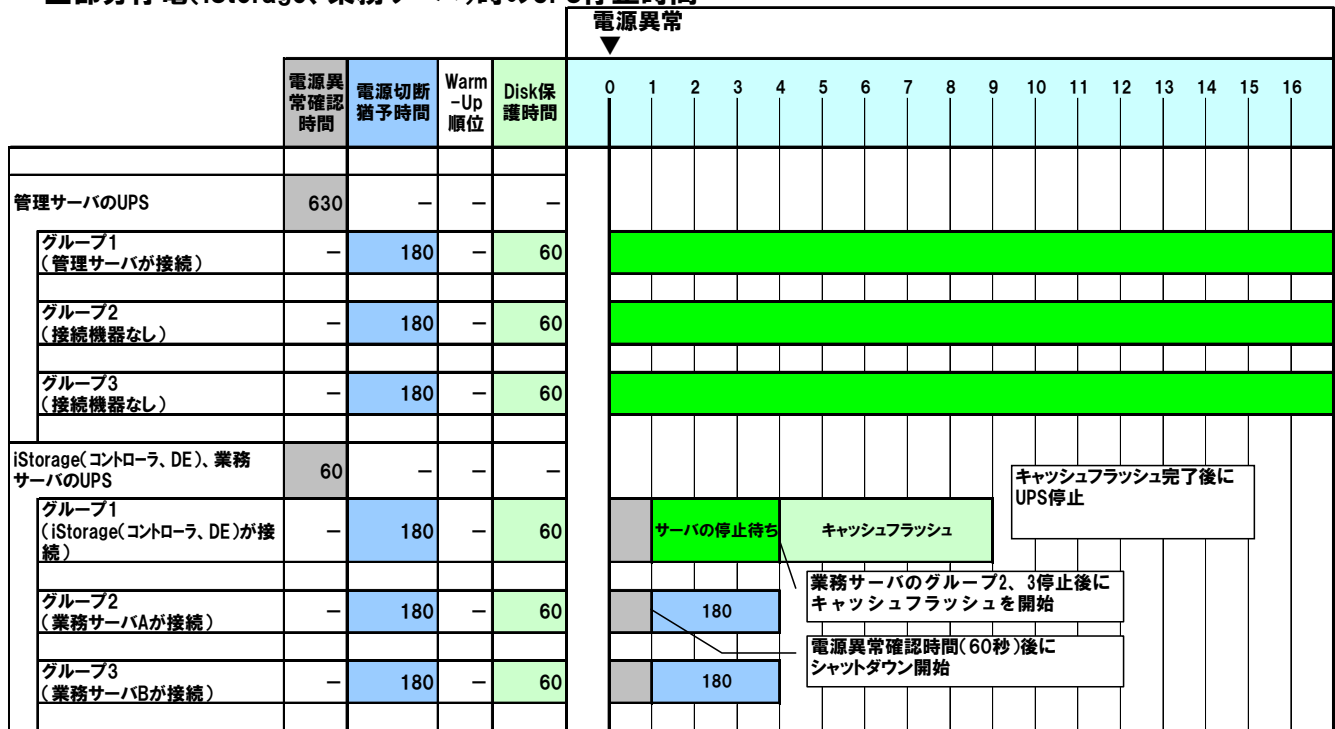 時のUPS停止時間
電源異常
▼
電源異
常確認
時間
電源切断
猶予時間
Warm
-Up
順位
Disk保
護時間
0 1 2 3 4 5 6 7 8 9 10 11 12 13 14 15 16
管理サーバのUPS 630 － － －
グループ1
(管理サーバが接続) － 180 － 60
グループ2
(接続機器なし) － 180 － 60
グループ3
(接続機器なし) － 180 － 60
iStorage(コントローラ、DE)、業務
サーバのUPS 60 － － －
キャッシュフラッシュ完了後に
UPS停止
グループ1
(iStorage(コントローラ、DE)が接
続) － 180 － 60
サーバの停止待ち キャッシュフラッシュ
業務サーバのグループ2、3停止後に
キャッシュフラッシュを開始
グループ2
(業務サーバAが接続) － 180 － 60 180
電源異常確認時間(60秒)後に
シャットダウン開始
グループ3
(業務サーバBが接続) － 180 － 60 180